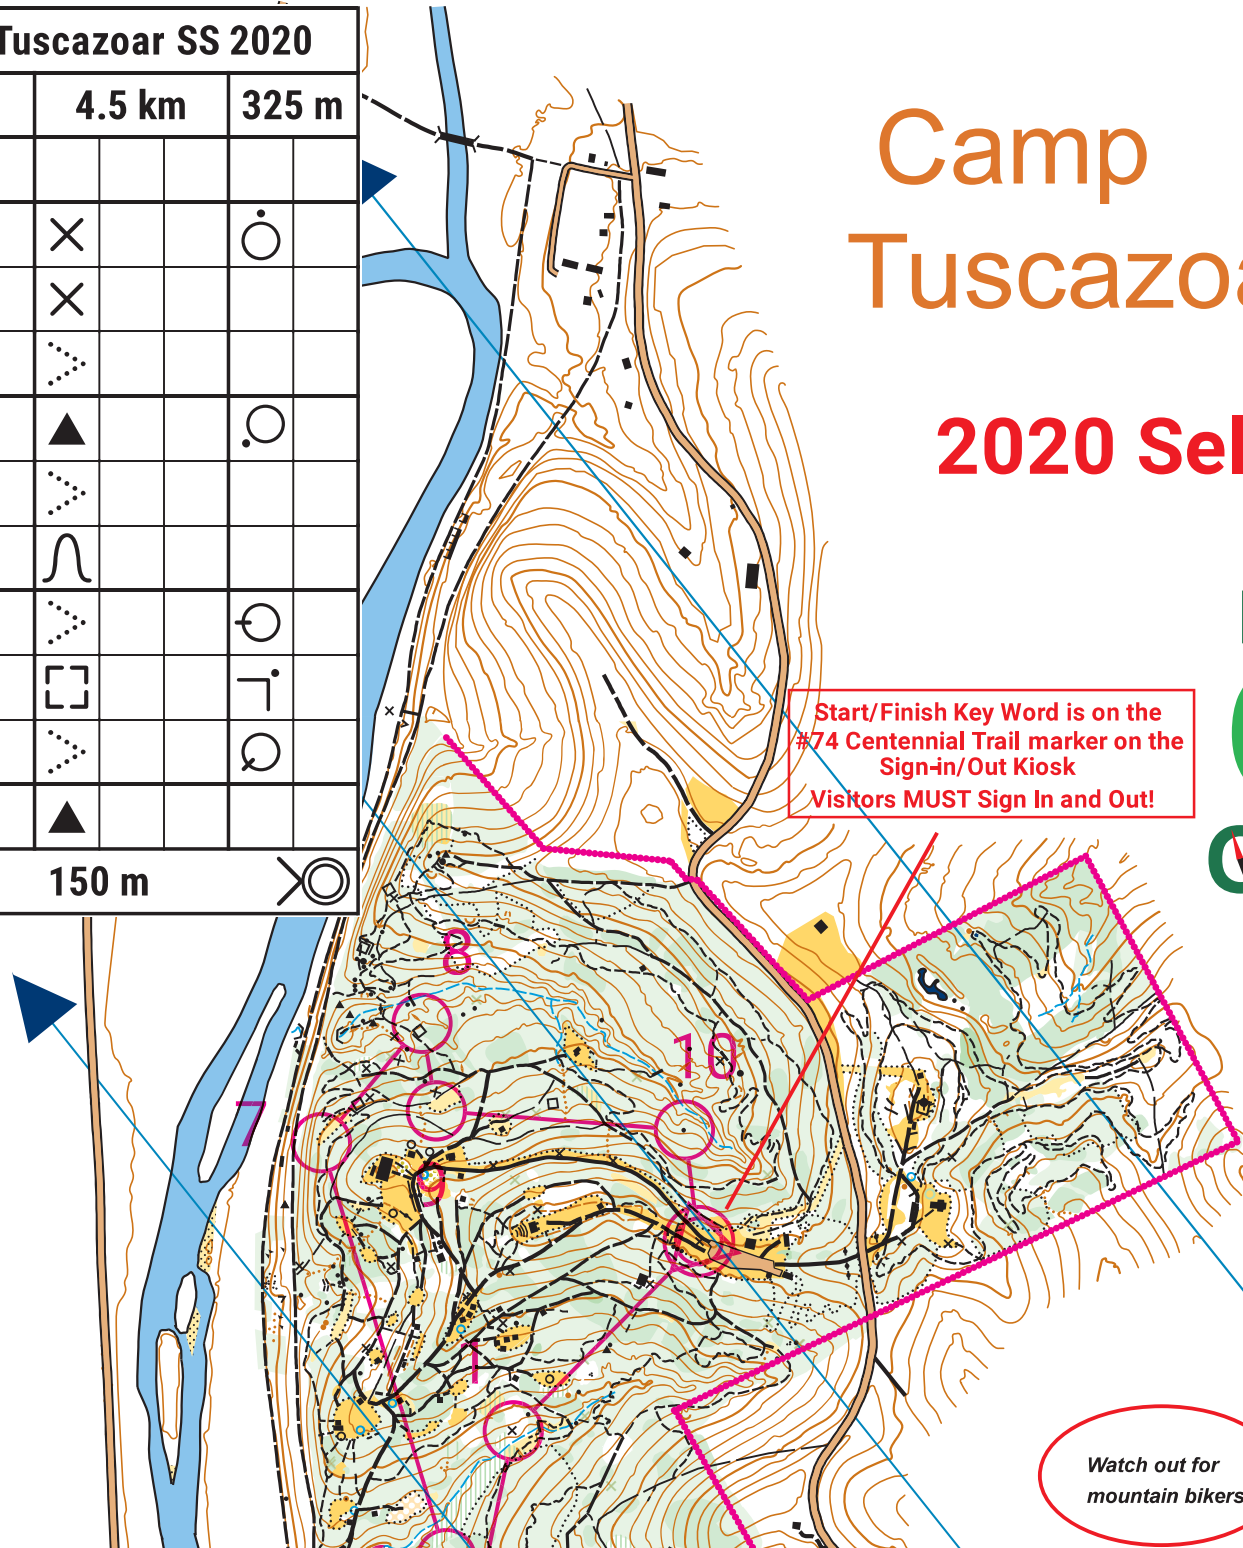 Tuscazoar SS 2020
4.5 km 325 m
150 m
Camp
Tuscazoa
2020 Sel
Start/Finish Key Word is on the
#74 Centennial Trail marker on the
Sign-in/Out Kiosk
Visitors MUST Sign In and Out!
8
10
7
9
1
Watch out for
mountain bikers